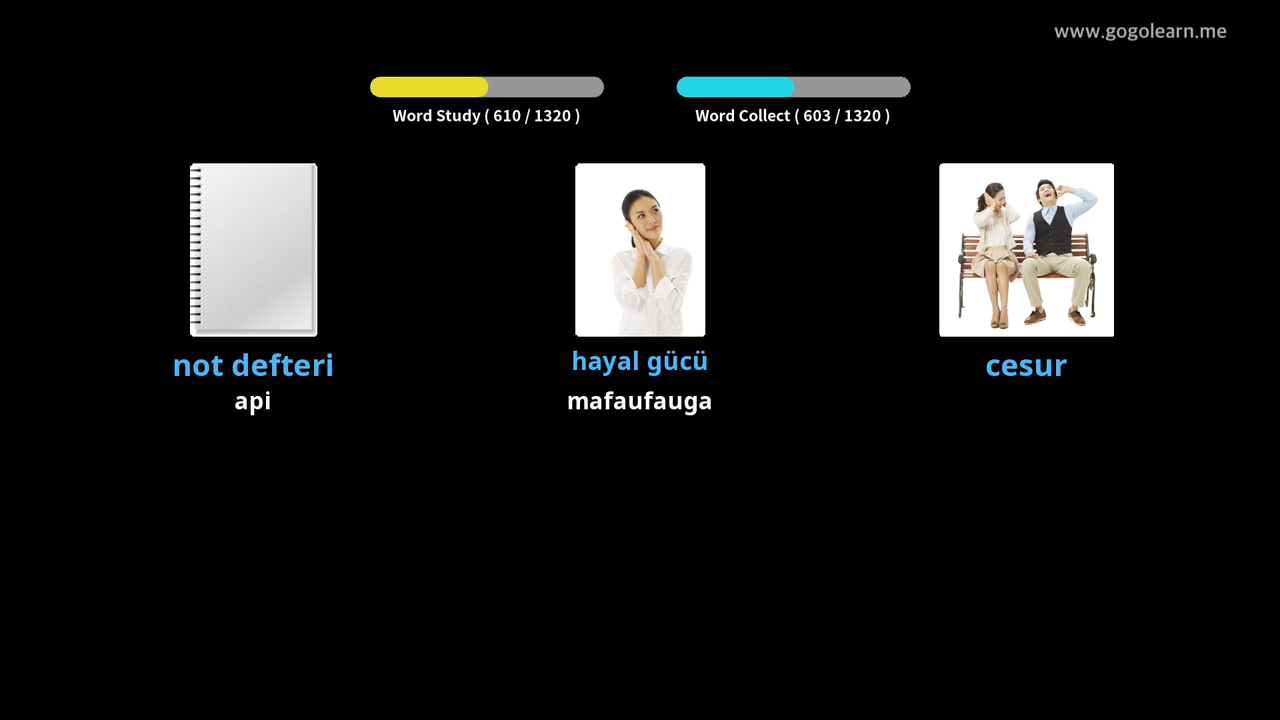 www.gogolearn.me
Word Study ( 610 / 1320 )
Word Collect ( 603 / 1320 )
not defteri
api
hayal gücü
mafaufauga
cesur